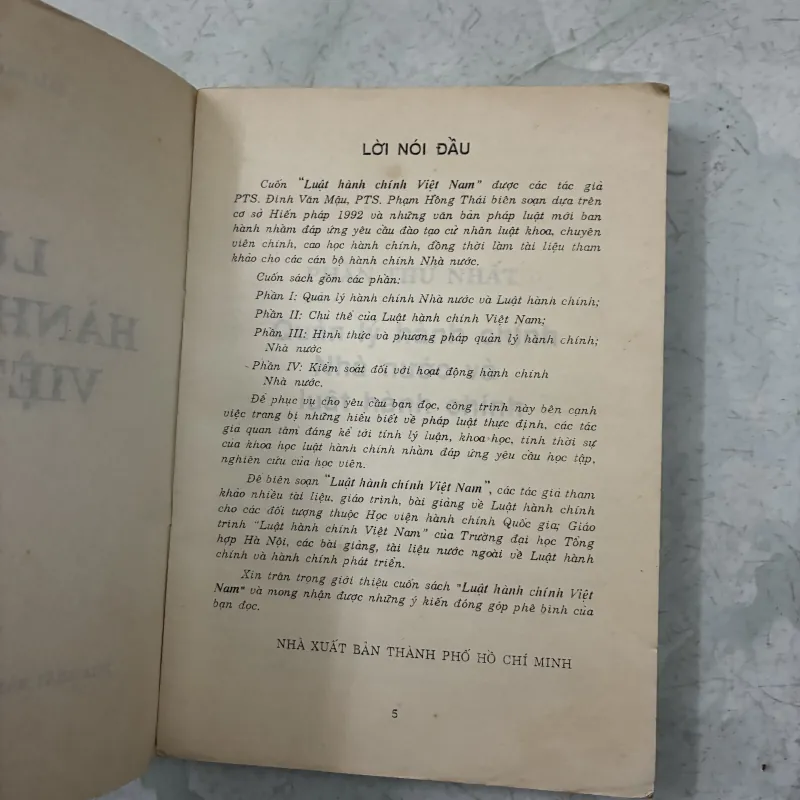 LU
HÀNH
VIỆT
LỜI NÓI ĐẦU
Cuốn "Luật hành chính Việt Nam" được các tác giả
PTS. Đinh Văn Mậu, PTS. Phạm Hồng Thái biên soạn dựa trên
cơ sở Hiến pháp 1992 và những văn bản pháp luật mới ban
hành nhằm đáp ứng yêu cầu đào tạo cử nhân luật khoa, chuyên
viên chính, cao học hành chính, đồng thời làm tài liệu tham
khảo cho các cán bộ hành chính Nhà nước.
Cuốn sách gồm các phần:
Phần I: Quản lý hành chính Nhà nước và Luật hành chính;
Phần II: Chủ thể của Luật hành chính Việt Nam;
Phần III: Hình thức và phương pháp quản lý hành chính;
Nhà nước
- Phần IV: Kiểm soát đối với hoạt động hành chính
Nhà nước.
Để phục vụ cho yêu cầu bạn đọc, công trình này bên cạnh
việc trang bị những hiểu biết về pháp luật thực định, các tác
giả quan tâm đáng kể tới tính lý luận, khoa học, tính thời sự
của khoa học luật hành chính nhằm đáp ứng yêu cầu học tập,
nghiên cứu của học viên.
Để biên soạn "Luật hành chính Việt Nam", các tác giả tham
khảo nhiều tài liệu, giáo trình, bài giảng về Luật hành chính
cho các đối tượng thuộc Học viện hành chính Quốc gia; Giáo
trình "Luật hành chính Việt Nam" của Trường đại học Tổng
hợp Hà Nội, các bài giảng, tài liệu nước ngoài về Luật hành
chính và hành chính phát triển.
Xin trân trọng giới thiệu cuốn sách "Luật hành chính Việt
Nam" và mong nhận được những ý kiến đóng góp phê bình của
bạn đọc.
NHÀ XUẤT BẢN THÀNH PHỐ HỒ CHÍ MINH
5